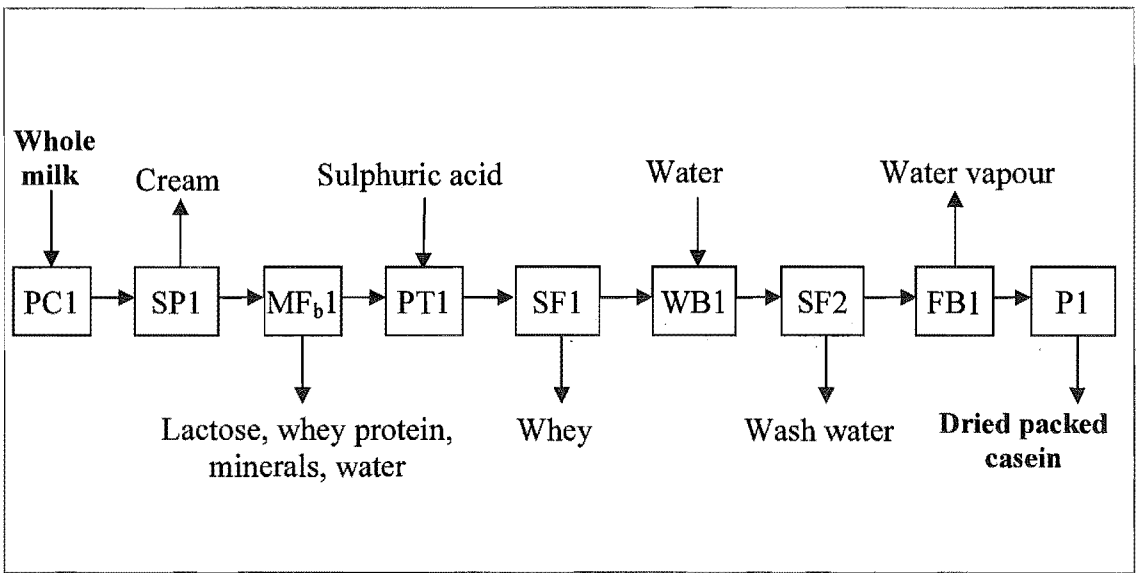 Whole
milk
Cream
Sulphuric acid
Water
Water vapour
PC1
SP1
MFb1
PT1
SF1
WB1
SF2
FB1
P1
Lactose, whey protein,
minerals, water
Whey
Wash water
Dried packed
casein